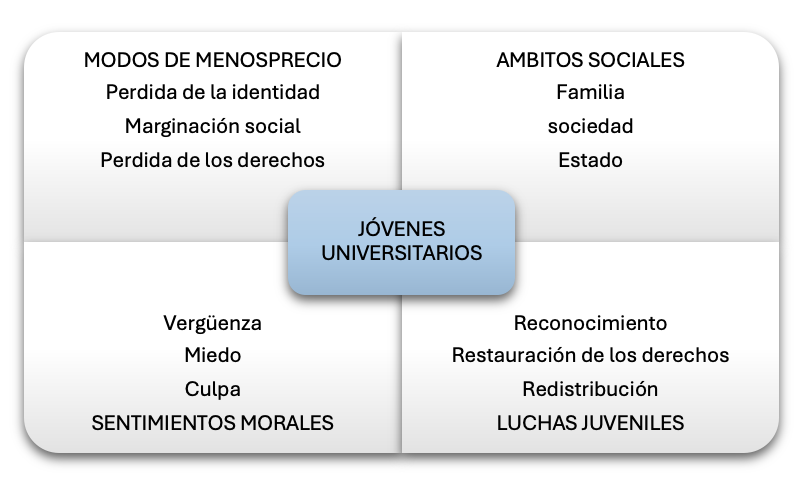 MODOS DE MENOSPRECIO
Perdida de la identidad
Marginación social
Perdida de los derechos
AMBITOS SOCIALES
Familia
sociedad
Estado
JÓVENES
UNIVERSITARIOS
Vergüenza
Miedo
Culpa
SENTIMIENTOS MORALES
Reconocimiento
Restauración de los derechos
Redistribución
LUCHAS JUVENILES